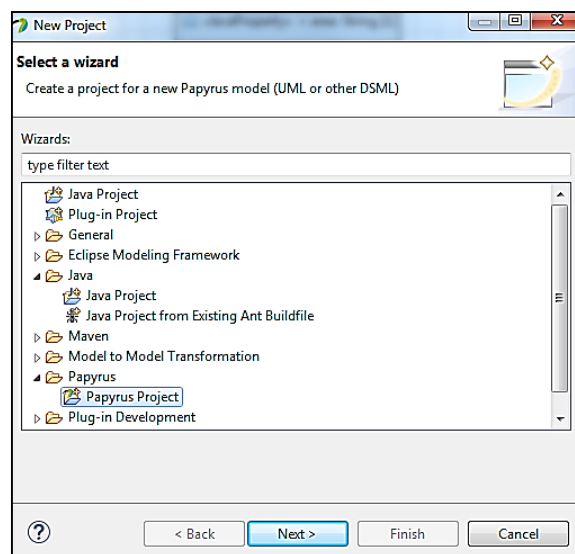 New Project
Select a wizard
Create a project for a new Papyrus model (UML or other DSML)
Wizards:
type filter text
Java Project
Plug-in Project
General
Eclipse Modeling Framework
Java
Java Project
Java Project from Existing Ant Buildfile
Maven
Model to Model Transformation
Papyrus
Papyrus Project
Plug-in Development
? < Back Next > Finish Cancel